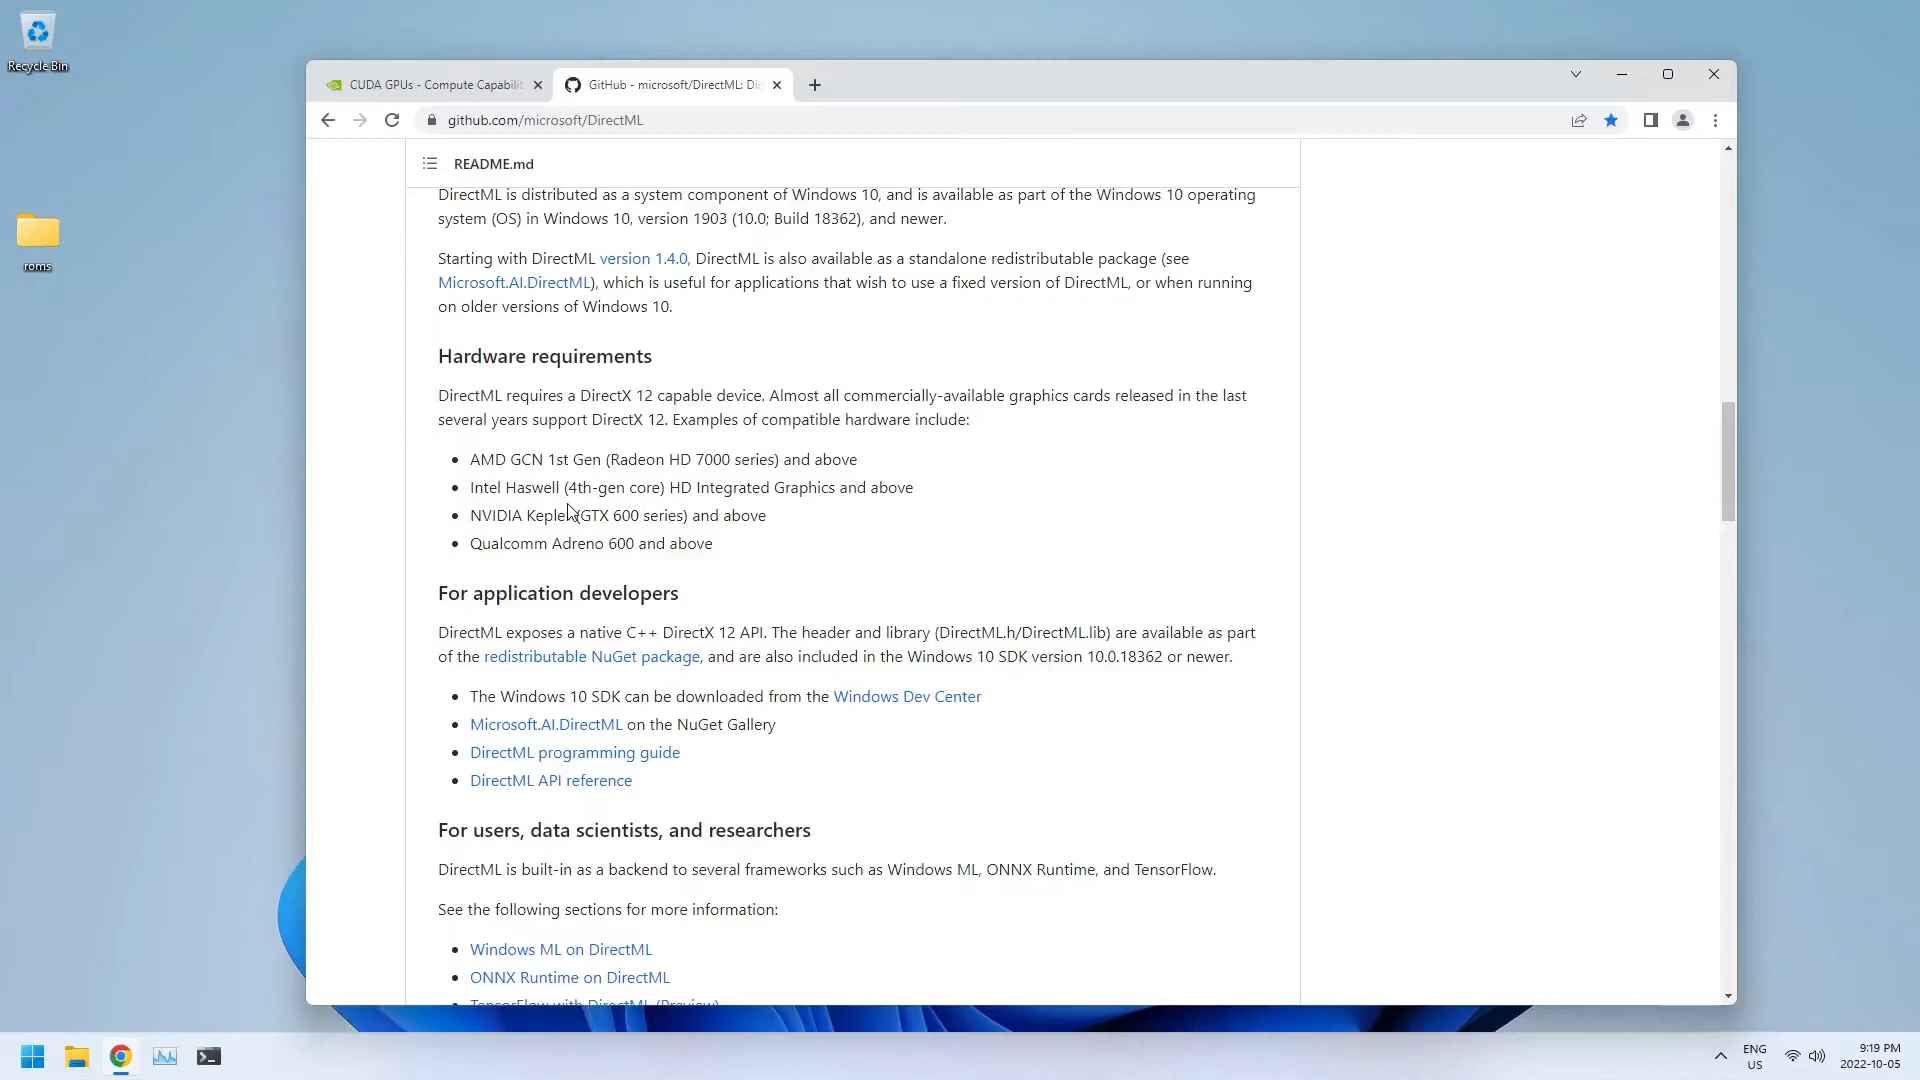 Recycle Bin
roms
CUDA GPUs - Compute Capabilit
GitHub - microsoft/DirectML: Di
github.com/microsoft/DirectML
README.md
DirectML is distributed as a system component of Windows 10, and is available as part of the Windows 10 operating
system (OS) in Windows 10, version 1903 (10.0; Build 18362), and newer.
Starting with DirectML version 1.4.0, DirectML is also available as a standalone redistributable package (see
Microsoft.AI.DirectML), which is useful for applications that wish to use a fixed version of DirectML, or when running
on older versions of Windows 10.
Hardware requirements
DirectML requires a DirectX 12 capable device. Almost all commercially-available graphics cards released in the last
several years support DirectX 12. Examples of compatible hardware include:
AMD GCN 1st Gen (Radeon HD 7000 series) and above
Intel Haswell (4th-gen core) HD Integrated Graphics and above
NVIDIA Kepler (GTX 600 series) and above
Qualcomm Adreno 600 and above
For application developers
DirectML exposes a native C++ DirectX 12 API. The header and library (DirectML.h/DirectML.lib) are available as part
of the redistributable NuGet package, and are also included in the Windows 10 SDK version 10.0.18362 or newer.
The Windows 10 SDK can be downloaded from the Windows Dev Center
Microsoft.AI.DirectML on the NuGet Gallery
DirectML programming guide
DirectML API reference
For users, data scientists, and researchers
DirectML is built-in as a backend to several frameworks such as Windows ML, ONNX Runtime, and TensorFlow.
See the following sections for more information:
Windows ML on DirectML
ONNX Runtime on DirectML
TensorFlow with DirectML (Preview)
ENG
US
9:19 PM
2022-10-05